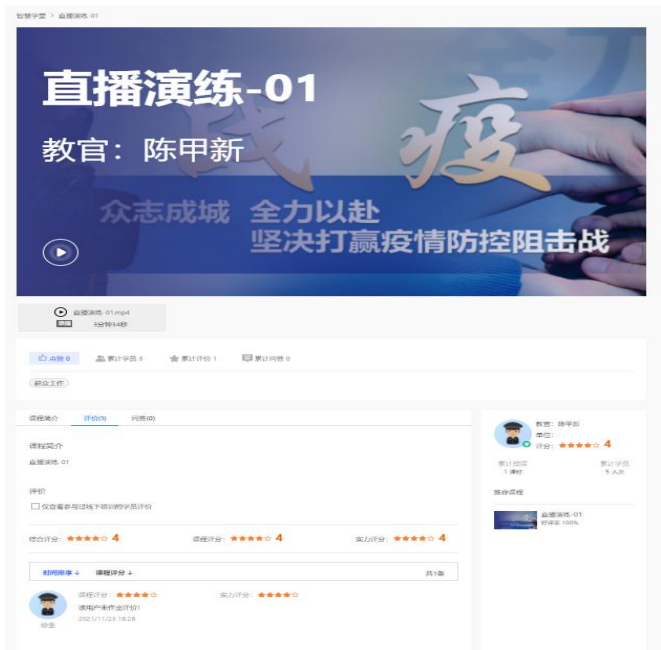 智慧学堂 > 直播演练-01
直播演练-01
教官：陈甲新
战疫
众志成城 全力以赴
坚决打赢疫情防控阻击战
直播演练-01.mp4
3分钟34秒
点赞 0 累计学员 5 累计评价 1 累计问答 0
群众工作
课程简介 评价(1) 问答(0)
课程简介
直播演练-01
评价
仅查看参与过线下培训的学员评价
综合评分： 4 课程评分： 4 实力评分： 4
时间排序↓ 课程评分↓ 共1条
课程评分： 实力评分：
该用户未作出评价!
2021/11/23 19:28
教官：陈甲新
单位：
评分： 4
累计授课 累计学员
1 课时 5 人次
推荐课程
直播演练-01
好评率 100%